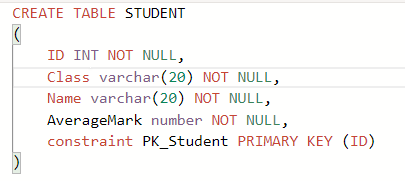 CREATE TABLE STUDENT
(
ID INT NOT NULL,
Class varchar(20) NOT NULL,
Name varchar(20) NOT NULL,
AverageMark number NOT NULL,
constraint PK_Student PRIMARY KEY (ID)
)